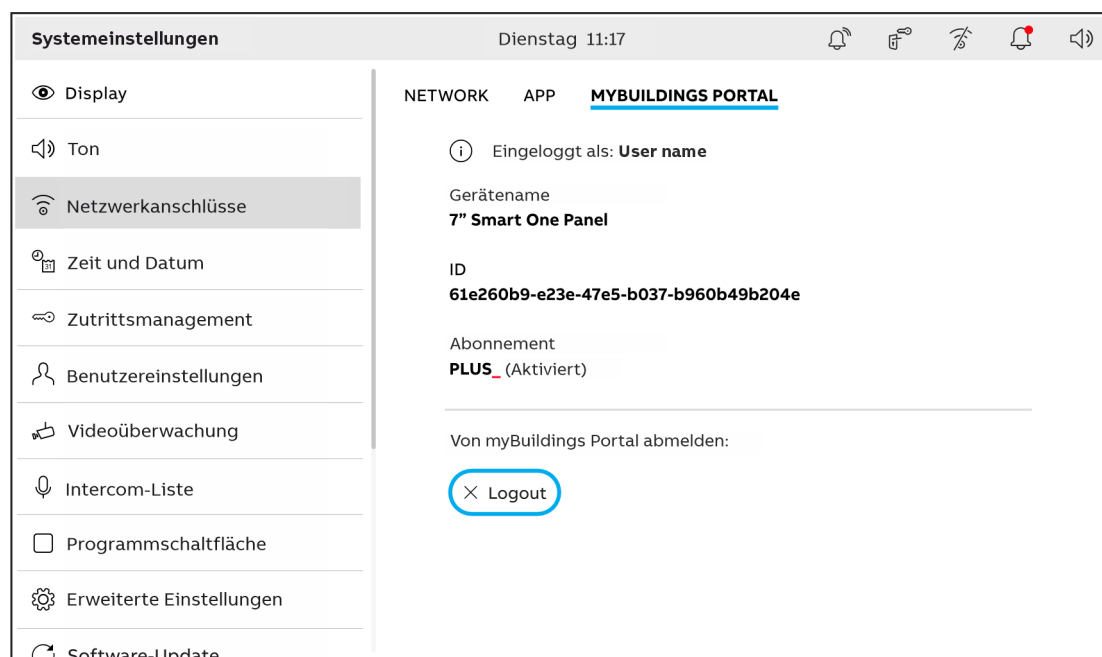 Systemeinstellungen Dienstag 11:17
Display
Ton
Netzwerkanschlüsse
31
Zeit und Datum
Zutrittsmanagement
Benutzereinstellungen
Videoüberwachung
Intercom-Liste
Programmschaltfläche
Erweiterte Einstellungen
Software-Update
NETWORK APP MYBUILDINGS PORTAL
Eingeloggt als: User name
Gerätename
7” Smart One Panel
ID
61e260b9-e23e-47e5-b037-b960b49b204e
Abonnement
PLUS_ (Aktiviert)
Von myBuildings Portal abmelden:
Logout